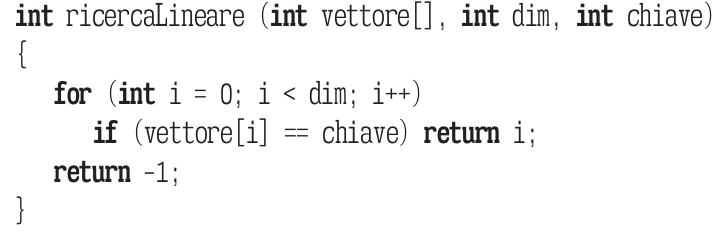 int ricercaLineare (int vettore[], int dim, int chiave)
{
for (int i = 0; i < dim; i++)
if (vettore[i] == chiave) return i;
return -1;
}